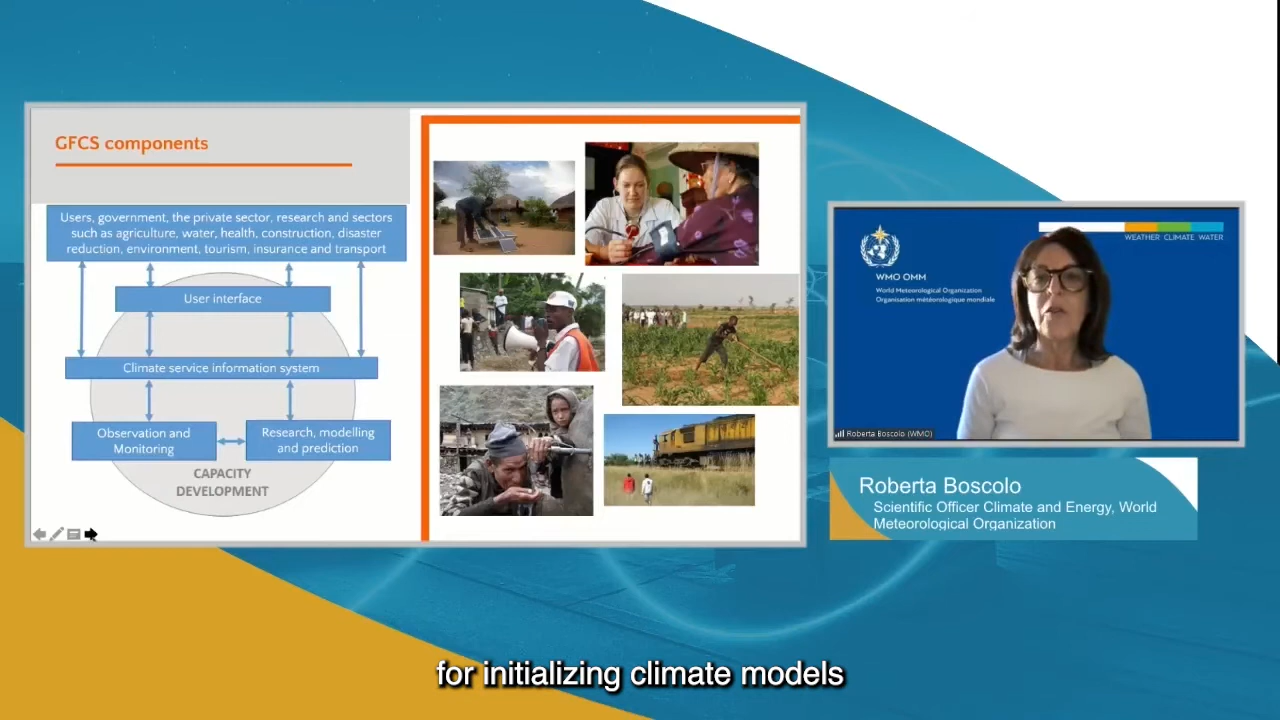 GFCS components
Users, government, the private sector, research and sectors
such as agriculture, water, health, construction, disaster
reduction, environment, tourism, insurance and transport
User interface
Climate service information system
Observation and
Monitoring
Research, modelling
and prediction
CAPACITY
DEVELOPMENT
WEATHER CLIMATE WATER
WMO OMM
World Meteorological Organization
Organisation météorologique mondiale
Roberta Boscolo (WMO)
Roberta Boscolo
Scientific Officer Climate and Energy, World
Meteorological Organization
for initializing climate models